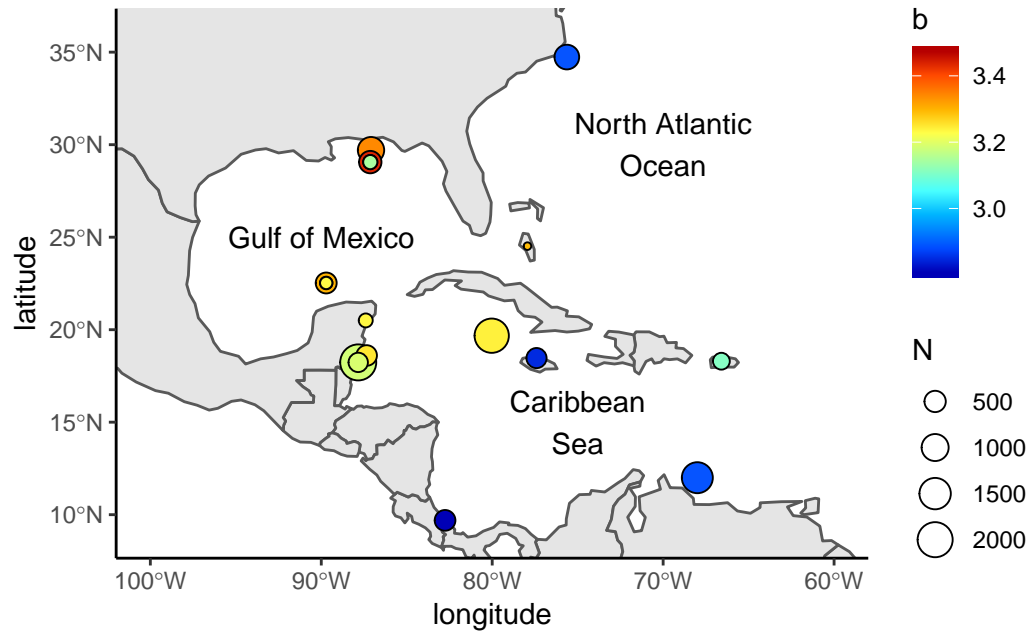 b
35°N
30°N
25°N
20°N
15°N
10°N
latitude
North Atlantic
Ocean
Gulf of Mexico
Caribbean
Sea
100°W
90°W
80°W
70°W
60°W
longitude
3.4
3.2
3.0
N
500
1000
1500
2000